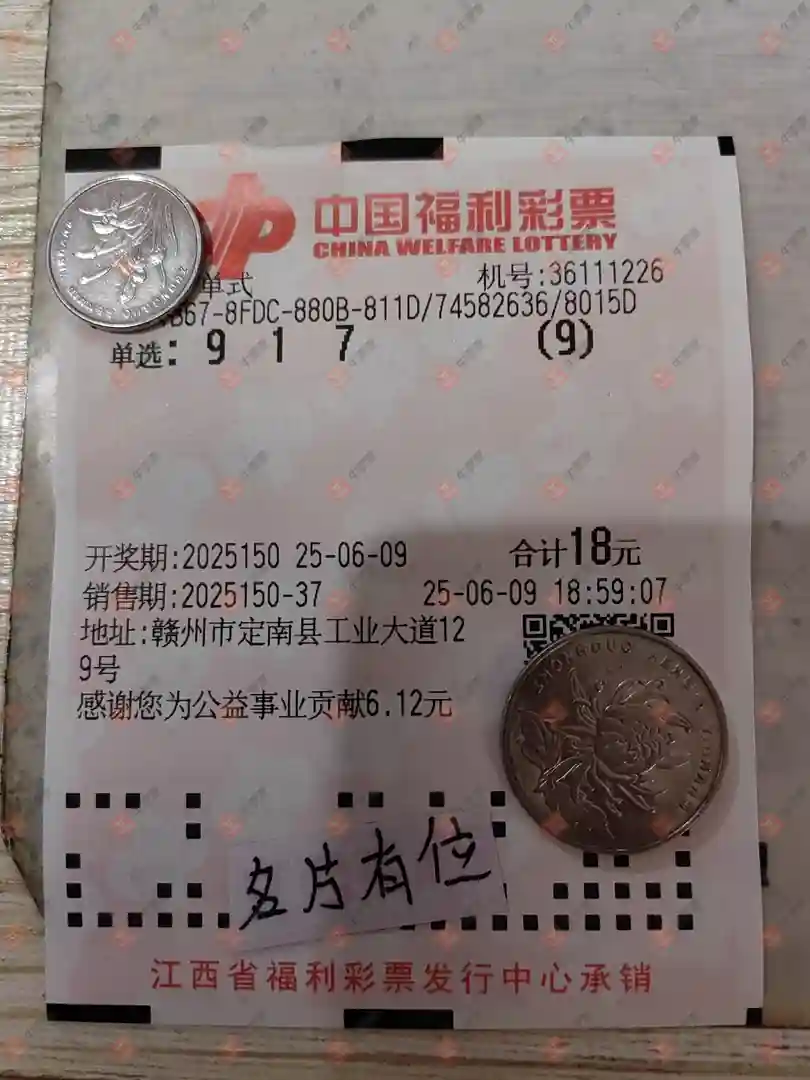 中国福利彩票
CHINA WELFARE LOTTERY
单式 机号:36111226
B67-8FDC-880B-811D/74582636/8015D
单选: 9 1 7 (9)
开奖期:2025150 25-06-09 合计18元
销售期:2025150-37 25-06-09 18:59:07
地址:赣州市定南县工业大道12
9号
感谢您为公益事业贡献6.12元
名片有位
江西省福利彩票发行中心承销